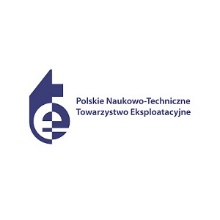 Polskie Naukowo-Techniczne
Towarzystwo Eksploatacyjne